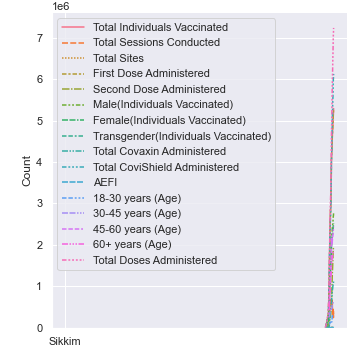 1e6
7
6
5
4
3
2
1
0
Count
Total Individuals Vaccinated
Total Sessions Conducted
Total Sites
First Dose Administered
Second Dose Administered
Male(Individuals Vaccinated)
Female(Individuals Vaccinated)
Transgender(Individuals Vaccinated)
Total Covaxin Administered
Total CoviShield Administered
AEFI
18-30 years (Age)
30-45 years (Age)
45-60 years (Age)
60+ years (Age)
Total Doses Administered
Sikkim